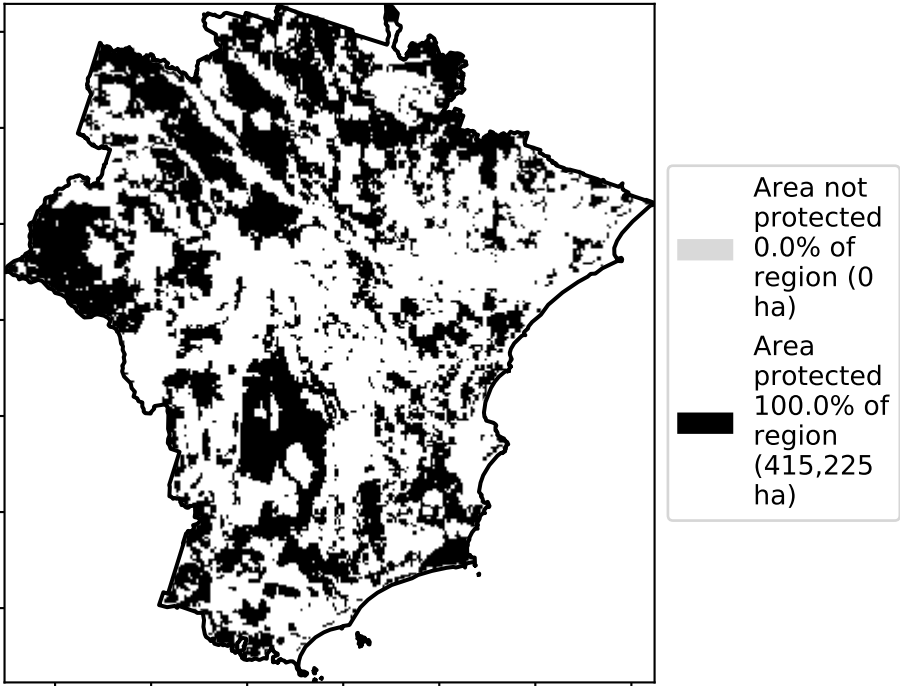 Area not
protected
0.0% of
region (0
ha)
Area
protected
100.0% of
region
(415,225
ha)